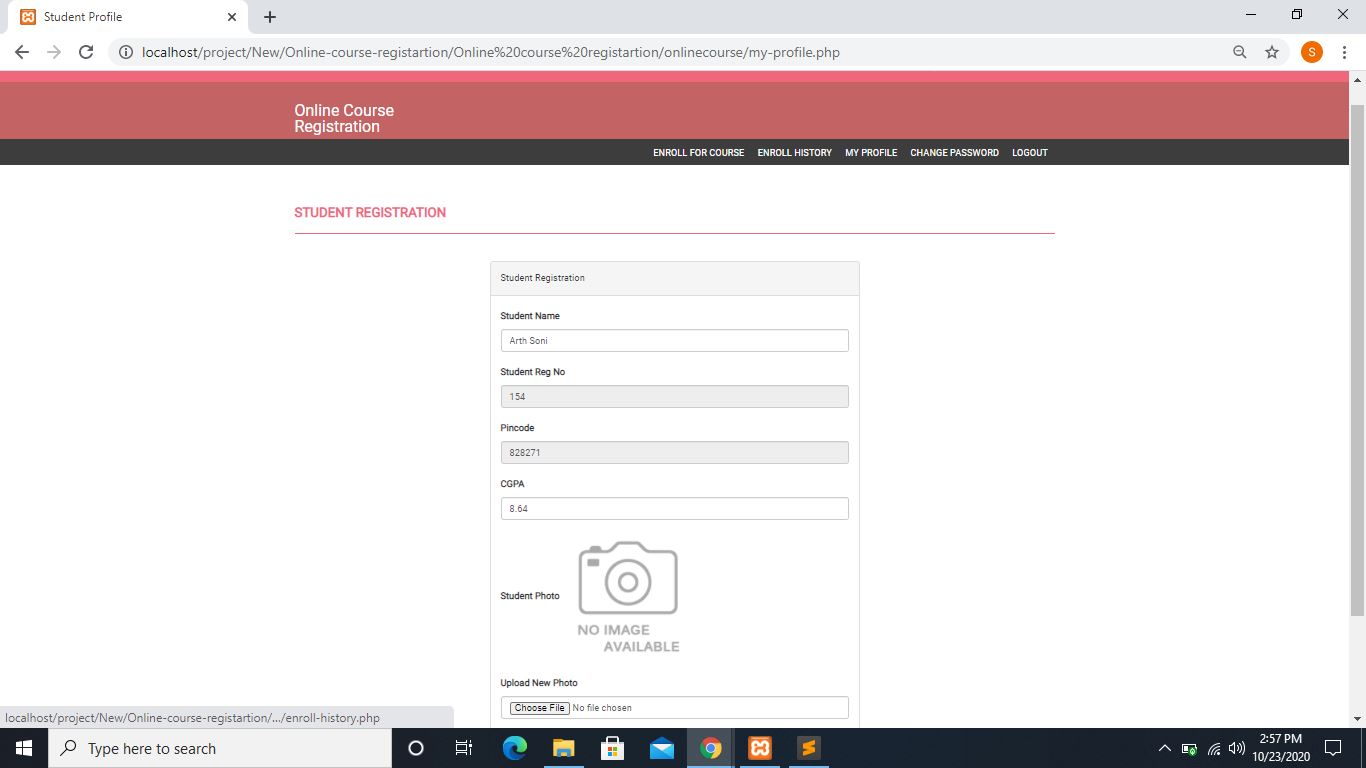 Student Profile
localhost/project/New/Online-course-registartion/Online%20course%20registartion/onlinecourse/my-profile.php
S
Online Course
Registration
ENROLL FOR COURSE ENROLL HISTORY MY PROFILE CHANGE PASSWORD LOGOUT
STUDENT REGISTRATION
Student Registration
Student Name
Arth Soni
Student Reg No
154
Pincode
828271
CGPA
8.64
Student Photo
NO IMAGE
AVAILABLE
Upload New Photo
Choose File No file chosen
localhost/project/New/Online-course-registartion/.../enroll-history.php
Type here to search
2:57 PM
10/23/2020